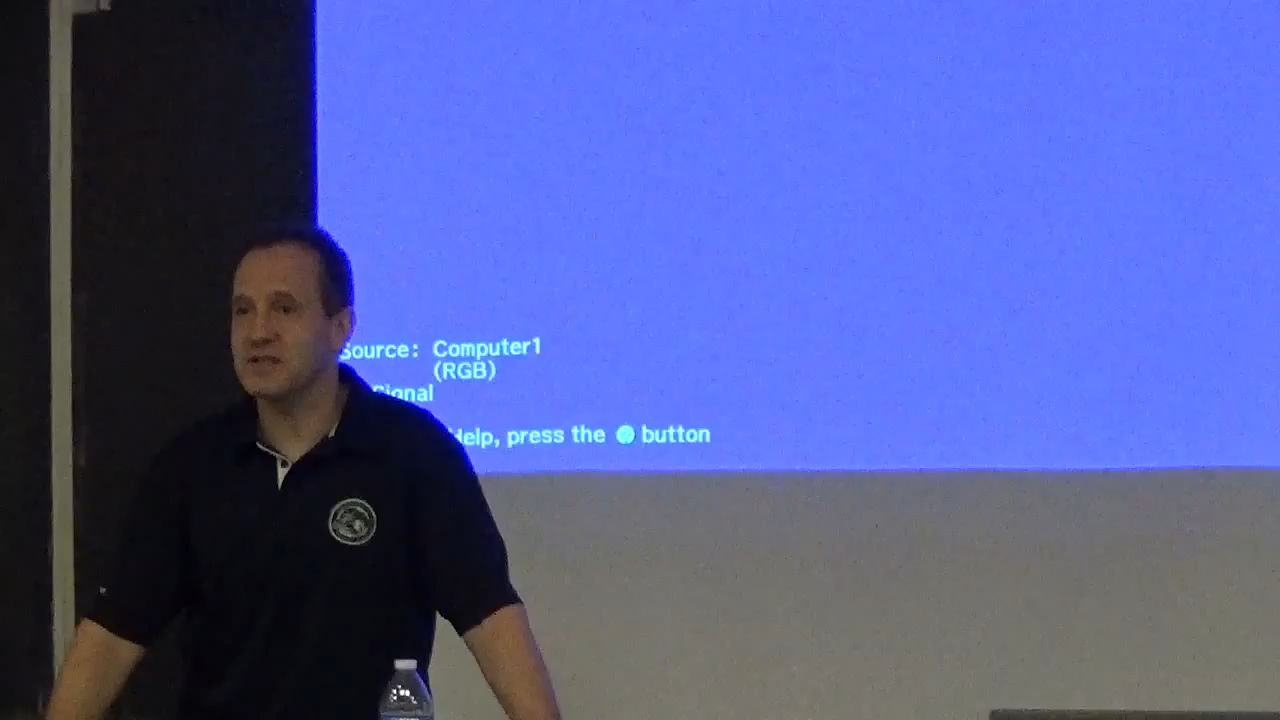 Source: Computer1
(RGB)
Signal
Help, press the button